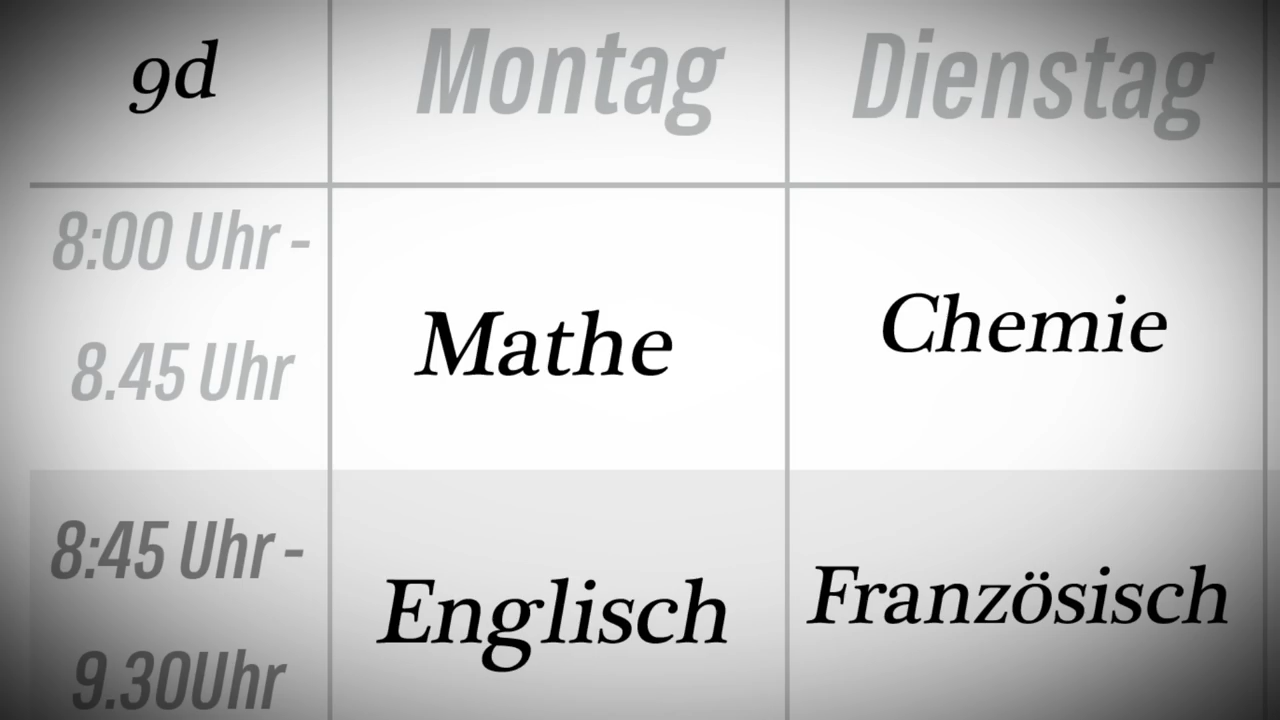 9d Montag Dienstag
8:00 Uhr -
8.45 Uhr
Mathe Chemie
8:45 Uhr -
9.30Uhr
Englisch Französisch